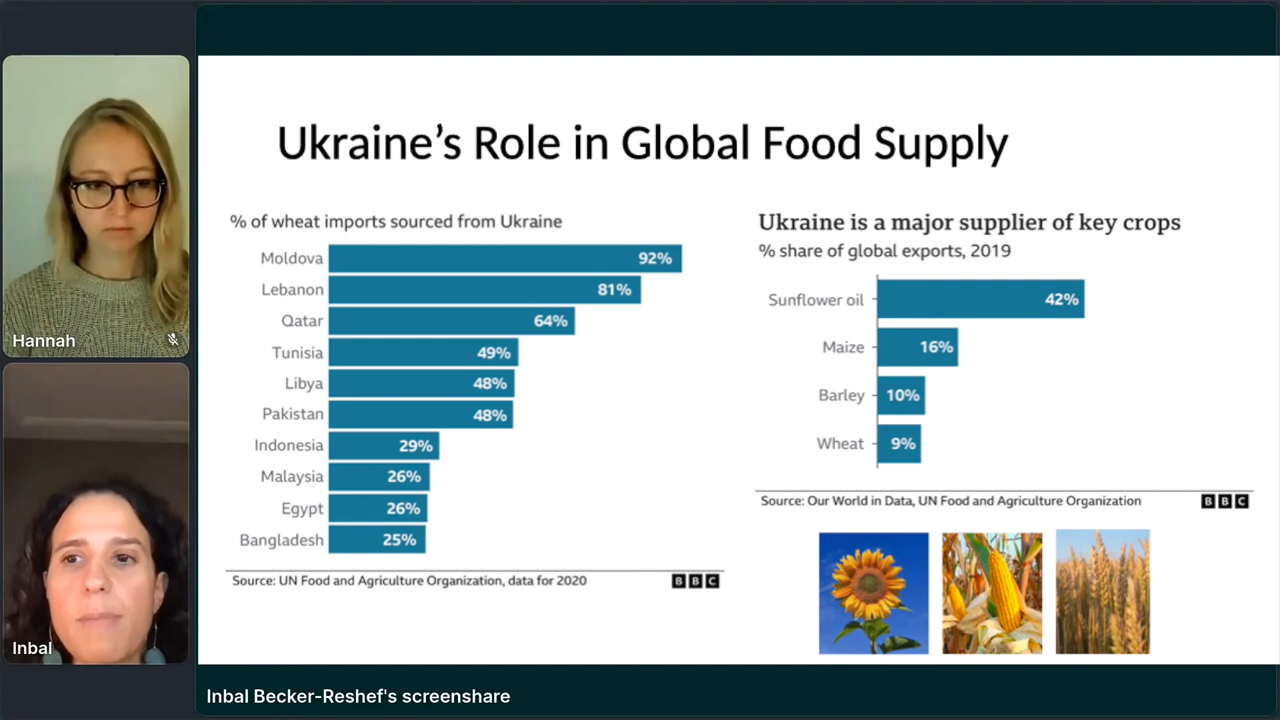 Hannah
Inbal
Ukraine's Role in Global Food Supply
% of wheat imports sourced from Ukraine
Moldova 92%
Lebanon 81%
Qatar 64%
Tunisia 49%
Libya 48%
Pakistan 48%
Indonesia 29%
Malaysia 26%
Egypt 26%
Bangladesh 25%
Source: UN Food and Agriculture Organization, data for 2020 BBC
Ukraine is a major supplier of key crops
% share of global exports, 2019
Sunflower oil 42%
Maize 16%
Barley 10%
Wheat 9%
Source: Our World in Data, UN Food and Agriculture Organization BBC
Inbal Becker-Reshef's screenshare